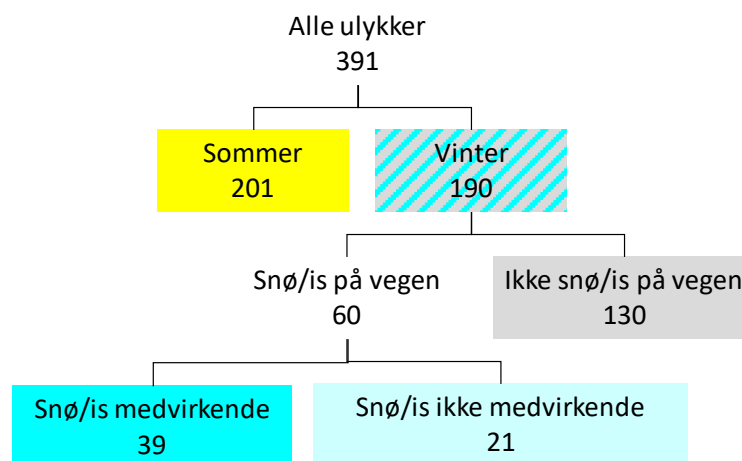 Alle ulykker
391
Sommer
201
Vinter
190
Snø/is på vegen
60
Ikke snø/is på vegen
130
Snø/is medvirkende
39
Snø/is ikke medvirkende
21